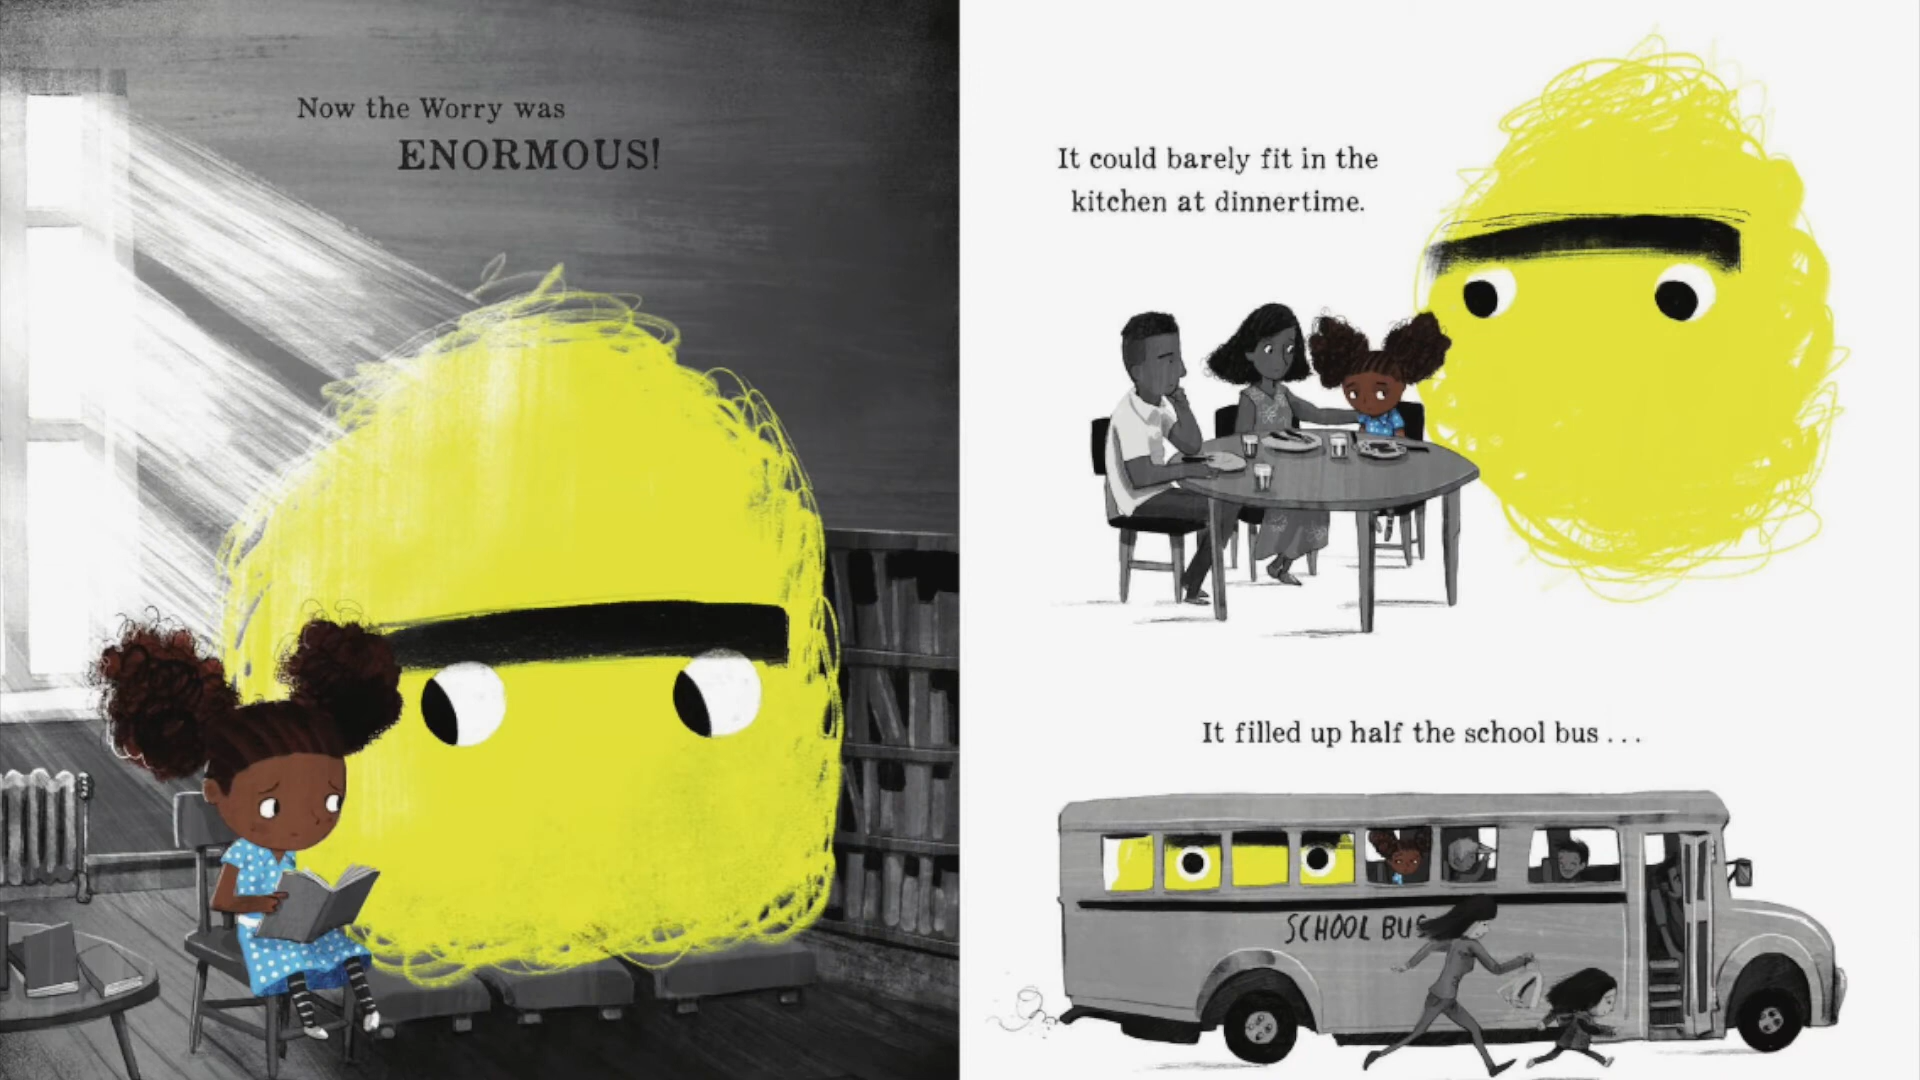 Now the Worry was
ENORMOUS!
It could barely fit in the
kitchen at dinnertime.
It filled up half the school bus . . .
SCHOOL BUS